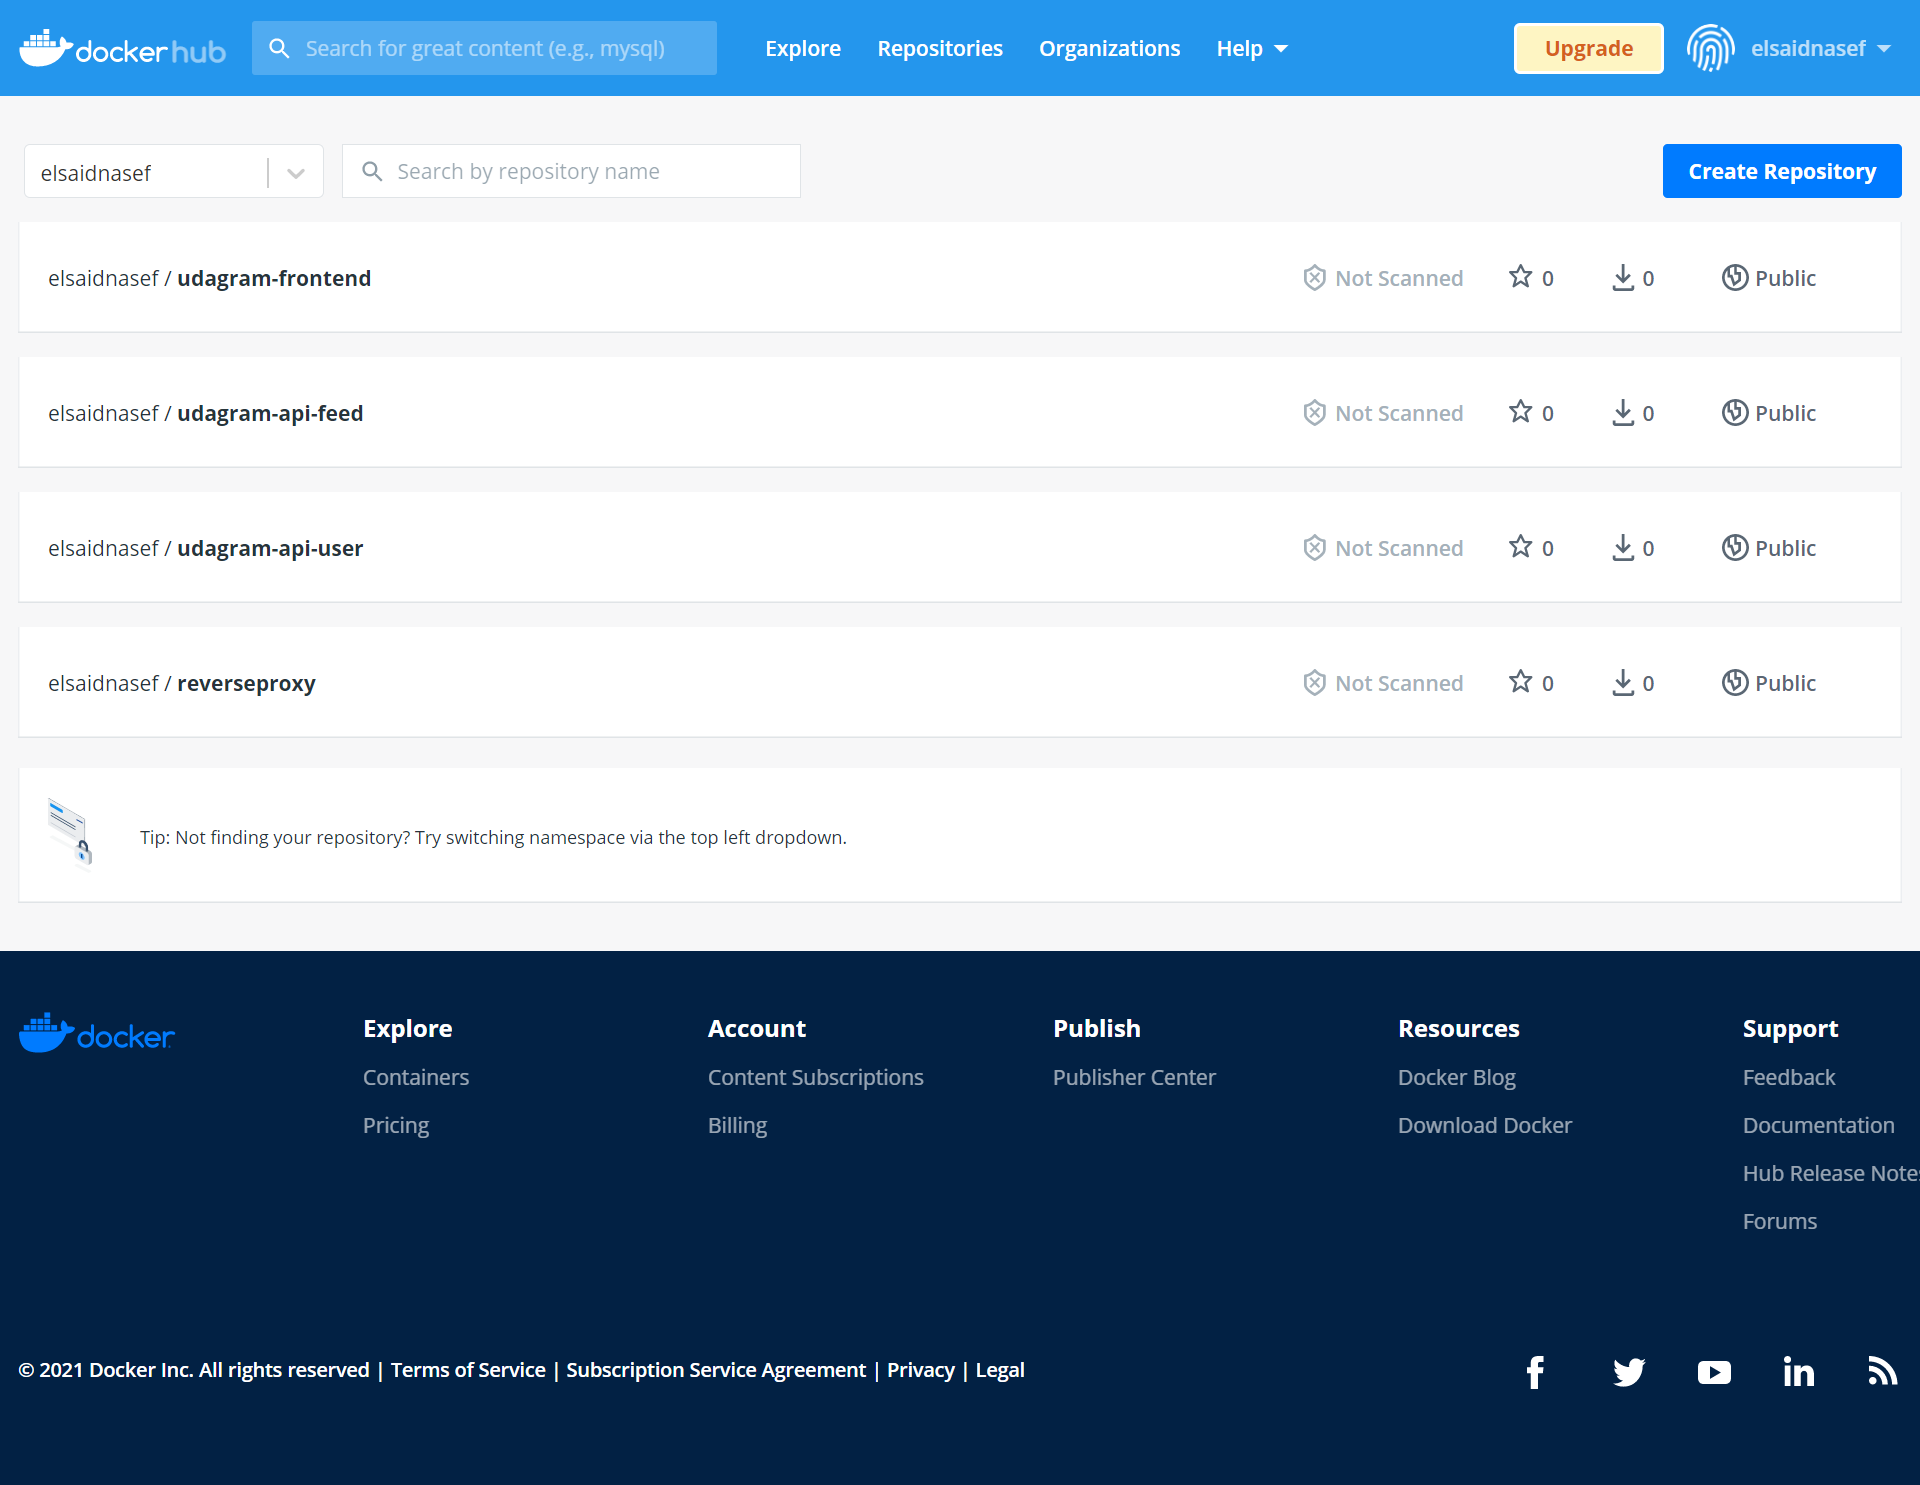 docker hub
Search for great content (e.g., mysql)
Explore Repositories Organizations Help
Upgrade
elsaidnasef
elsaidnasef
Search by repository name
Create Repository
elsaidnasef / udagram-frontend Not Scanned 0 0 Public
elsaidnasef / udagram-api-feed Not Scanned 0 0 Public
elsaidnasef / udagram-api-user Not Scanned 0 0 Public
elsaidnasef / reverseproxy Not Scanned 0 0 Public
Tip: Not finding your repository? Try switching namespace via the top left dropdown.
docker
Explore
Containers
Pricing
Account
Content Subscriptions
Billing
Publish
Publisher Center
Resources
Docker Blog
Download Docker
Support
Feedback
Documentation
Hub Release Notes
Forums
© 2021 Docker Inc. All rights reserved | Terms of Service | Subscription Service Agreement | Privacy | Legal